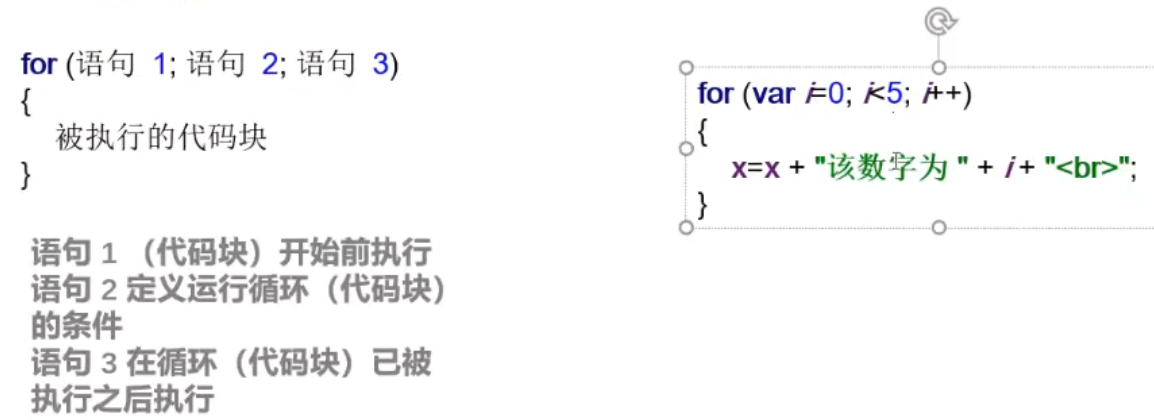 for (语句 1; 语句 2; 语句 3)
{
被执行的代码块
}
语句 1 （代码块）开始前执行
语句 2 定义运行循环（代码块）
的条件
语句 3 在循环（代码块）已被
执行之后执行
for (var i=0; i<5; i++)
{
x=x + "该数字为 " + i + "<br>";
}